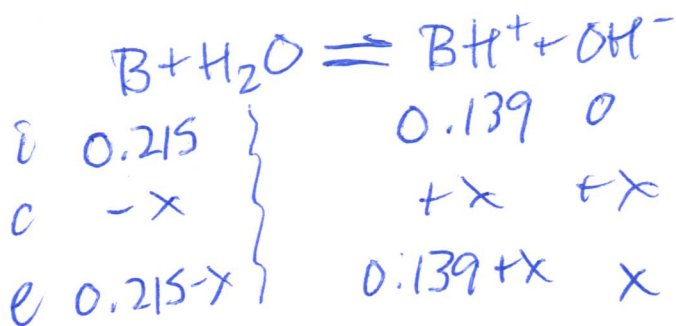 B + H₂O ⇌ BH⁺ + OH⁻
i 0.215 0.139 0
c -x +x +x
e 0.215-x 0.139+x x